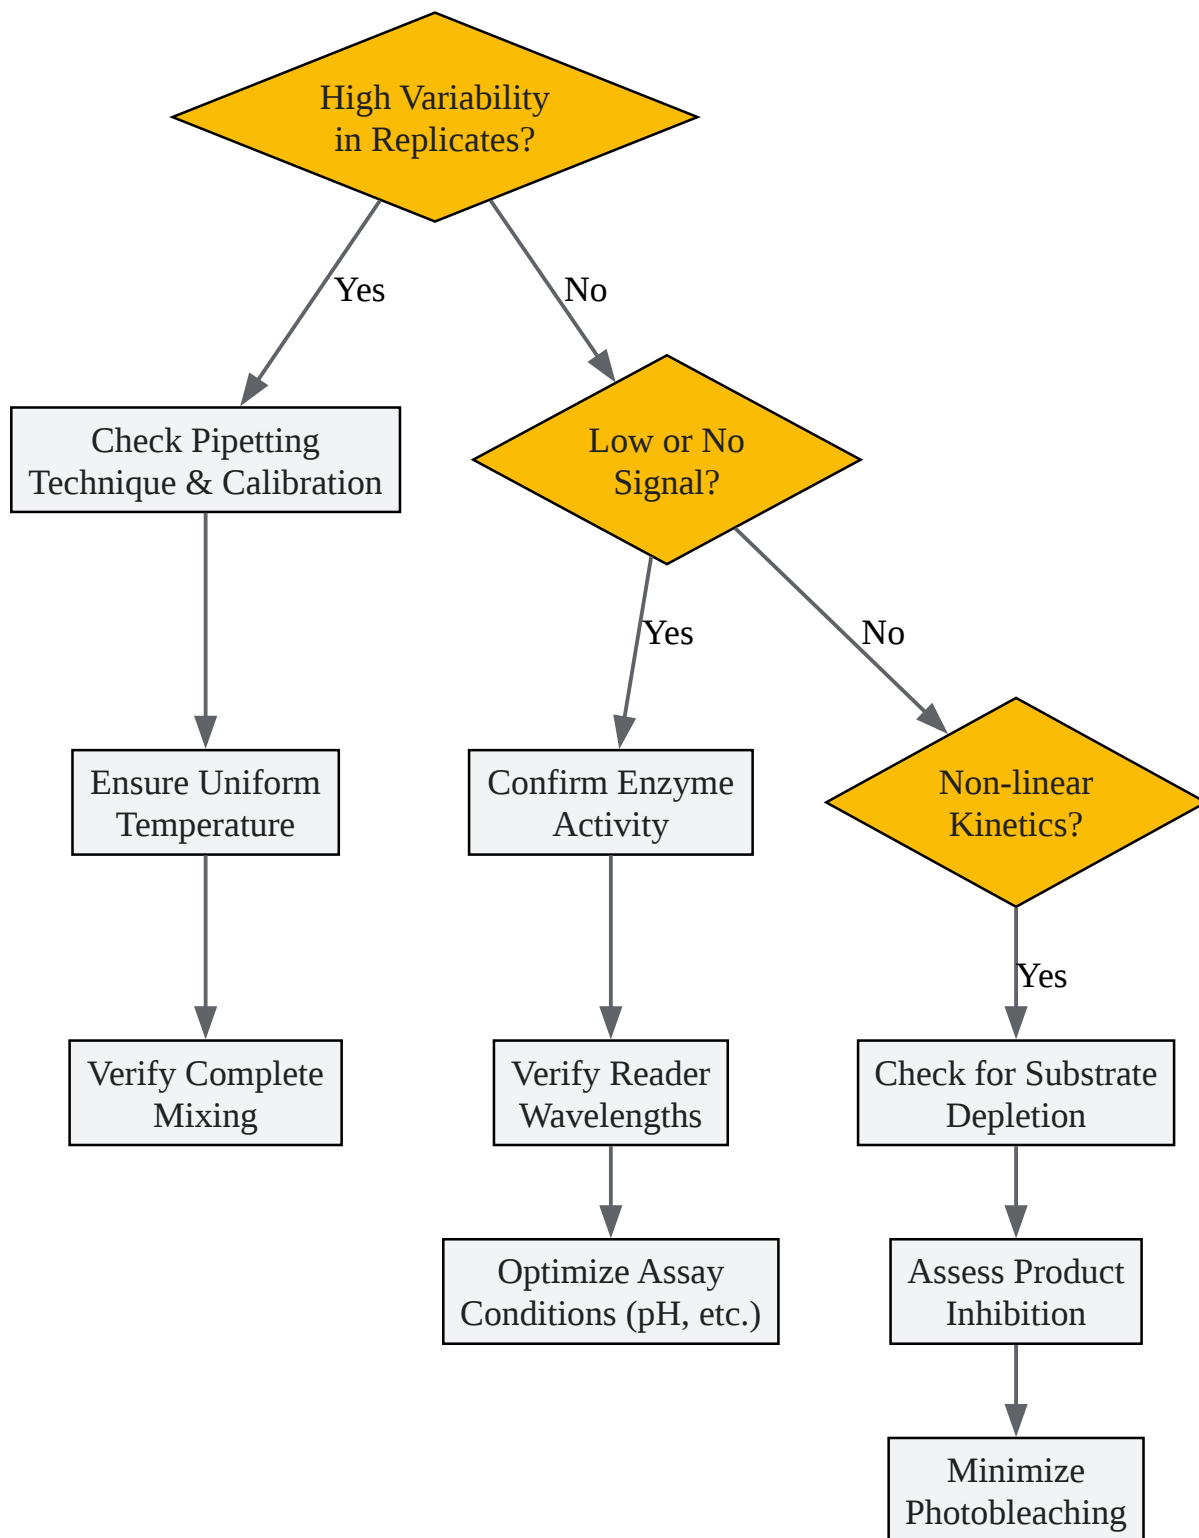 High Variability
in Replicates?
Yes
No
Check Pipetting
Technique & Calibration
Low or No
Signal?
Yes
No
Ensure Uniform
Temperature
Confirm Enzyme
Activity
Non-linear
Kinetics?
Yes
Verify Complete
Mixing
Verify Reader
Wavelengths
Check for Substrate
Depletion
Optimize Assay
Conditions (pH, etc.)
Assess Product
Inhibition
Minimize
Photobleaching